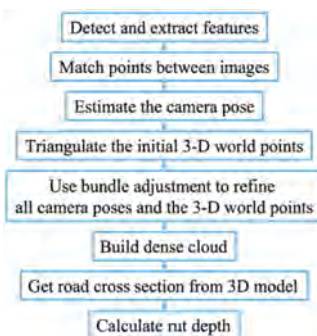 Detect and extract features
Match points between images
Estimate the camera pose
Triangulate the initial 3-D world points
Use bundle adjustment to refine
all camera poses and the 3-D world points
Build dense cloud
Get road cross section from 3D model
Calculate rut depth